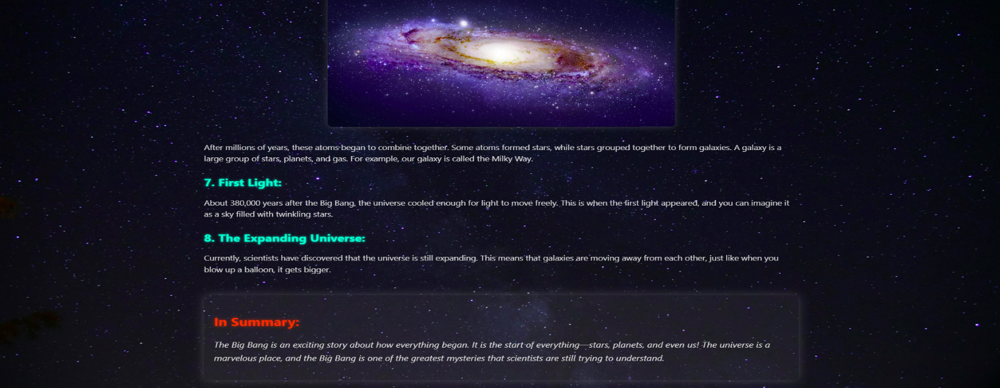 After millions of years, these atoms began to combine together. Some atoms formed stars, while stars grouped together to form galaxies. A galaxy is a
large group of stars, planets, and gas. For example, our galaxy is called the Milky Way.
7. First Light:
About 380,000 years after the Big Bang, the universe cooled enough for light to move freely. This is when the first light appeared, and you can imagine it
as a sky filled with twinkling stars.
8. The Expanding Universe:
Currently, scientists have discovered that the universe is still expanding. This means that galaxies are moving away from each other, just like when you
blow up a balloon, it gets bigger.
In Summary:
The Big Bang is an exciting story about how everything began. It is the start of everything—stars, planets, and even us! The universe is a
marvelous place, and the Big Bang is one of the greatest mysteries that scientists are still trying to understand.